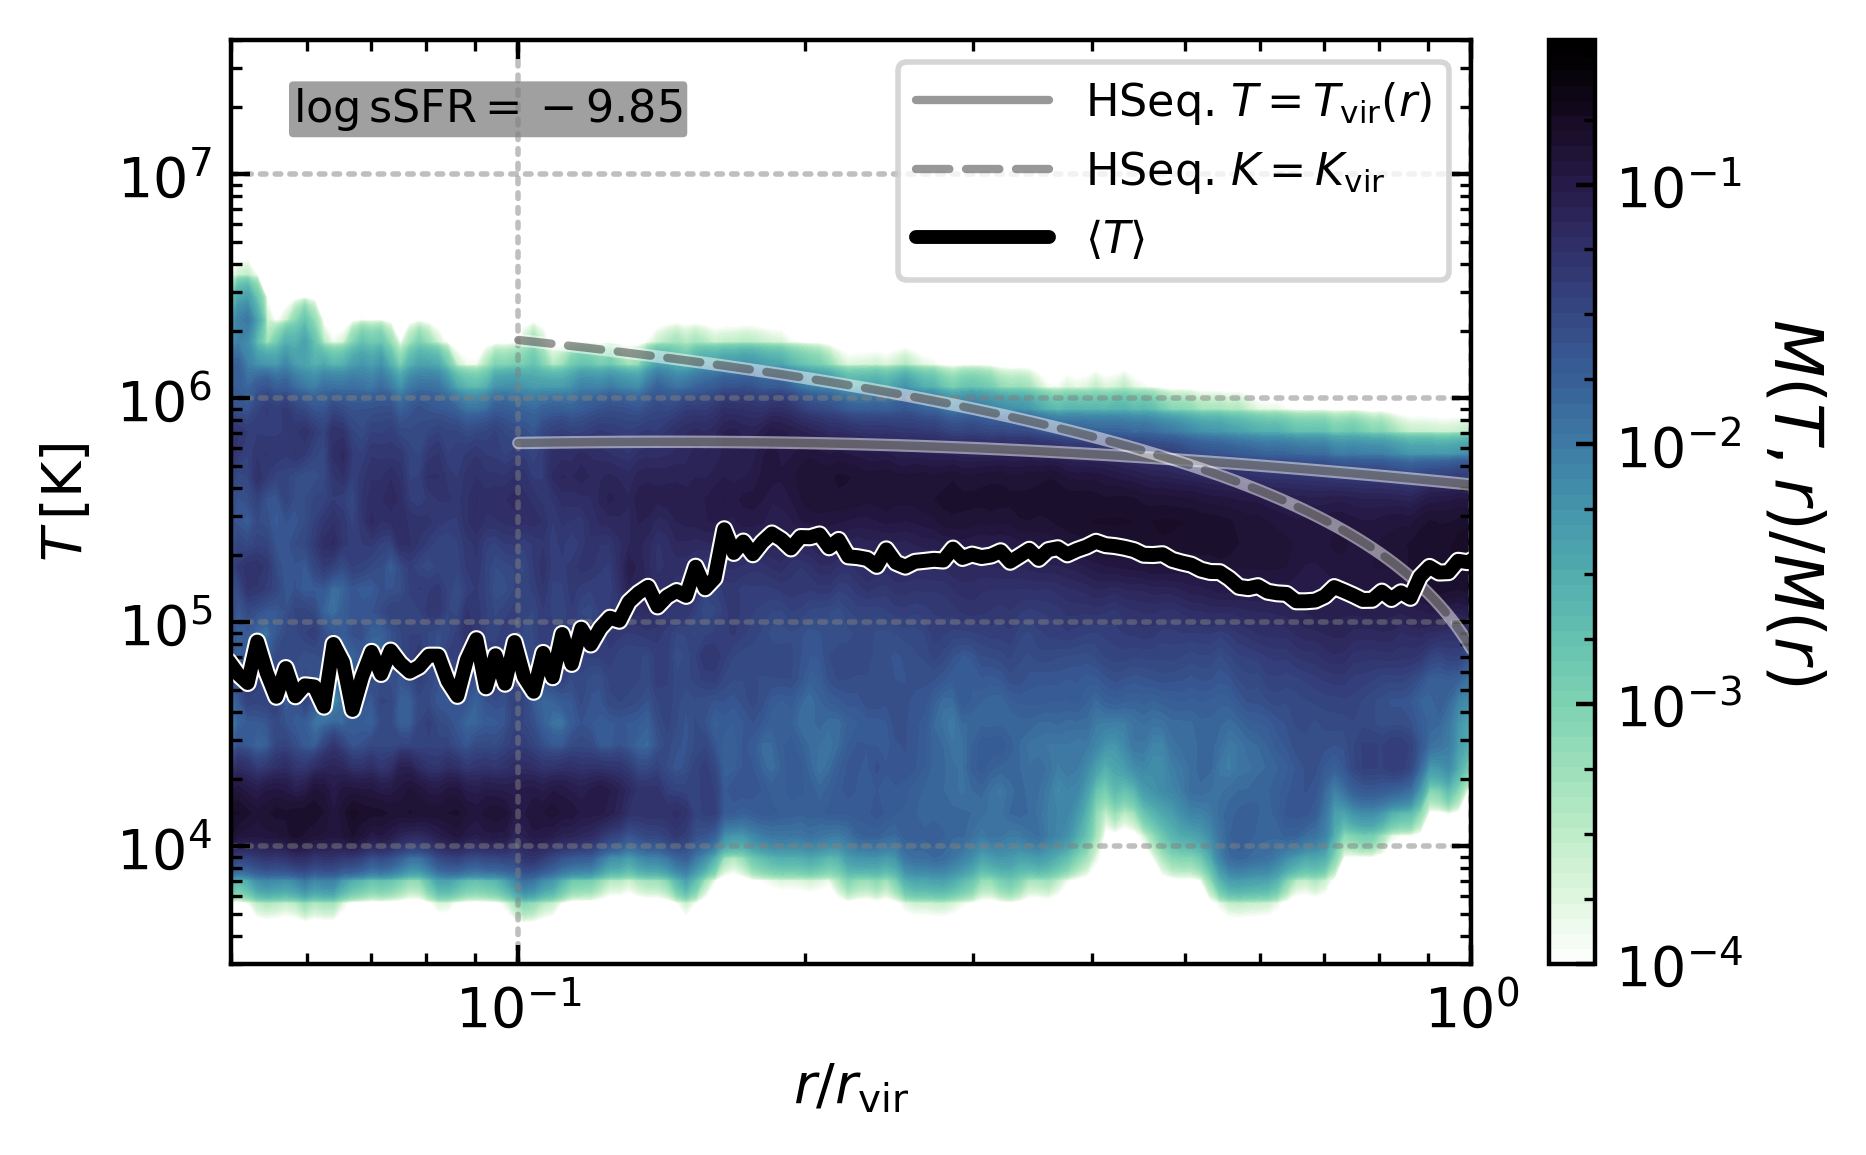 log sSFR = −9.85
HSeq. T = T_vir(r)
HSeq. K = K_vir
⟨T⟩
10^7
10^6
10^5
10^4
T [K]
10^−1
10^0
r/r_vir
10^−1
10^−2
10^−3
10^−4
M(T, r)/M(r)